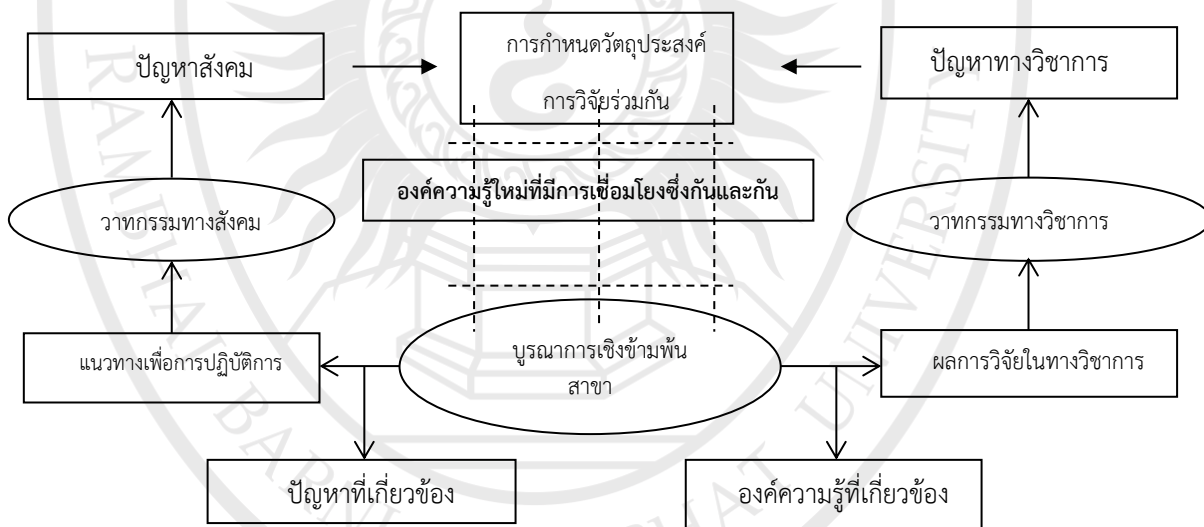 ปัญหาสังคม
การกำหนดวัตถุประสงค์
การวิจัยร่วมกัน
ปัญหาทางวิชาการ
องค์ความรู้ใหม่ที่มีการเชื่อมโยงซึ่งกันและกัน
วาทกรรมทางสังคม
วาทกรรมทางวิชาการ
แนวทางเพื่อการปฏิบัติการ
บูรณาการเชิงข้ามพ้น
สาขา
ผลการวิจัยในทางวิชาการ
ปัญหาที่เกี่ยวข้อง
องค์ความรู้ที่เกี่ยวข้อง
RAMBHAI BARNI RAJABHAT UNIVERSITY